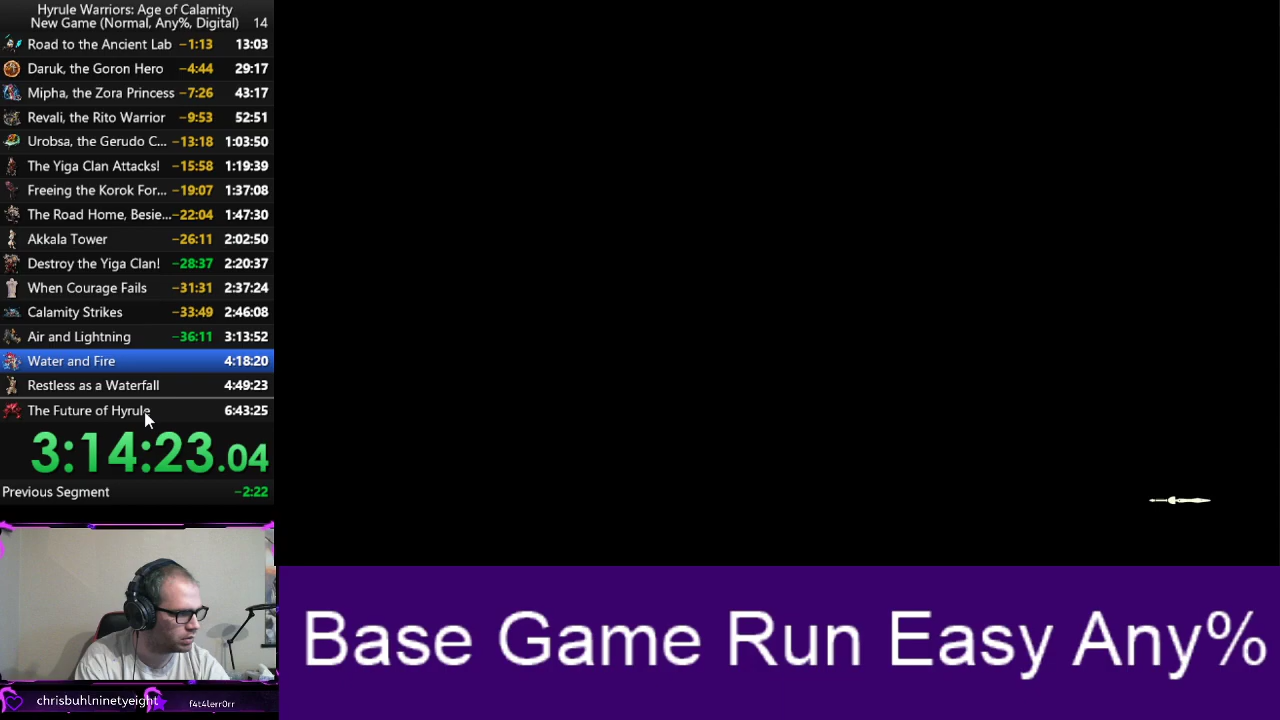 Hyrule Warriors: Age of Calamity
New Game (Normal, Any%, Digital) 14
Road to the Ancient Lab −1:13 13:03
Daruk, the Goron Hero −4:44 29:17
Mipha, the Zora Princess −7:26 43:17
Revali, the Rito Warrior −9:53 52:51
Urobsa, the Gerudo C... −13:18 1:03:50
The Yiga Clan Attacks! −15:58 1:19:39
Freeing the Korok For... −19:07 1:37:08
The Road Home, Besie... −22:04 1:47:30
Akkala Tower −26:11 2:02:50
Destroy the Yiga Clan! −28:37 2:20:37
When Courage Fails −31:31 2:37:24
Calamity Strikes −33:49 2:46:08
Air and Lightning −36:11 3:13:52
Water and Fire 4:18:20
Restless as a Waterfall 4:49:23
The Future of Hyrule 6:43:25
3:14:23.04
Previous Segment −2:22
chrisbuhlninetyeight f4t4lerr0rr
Base Game Run Easy Any%